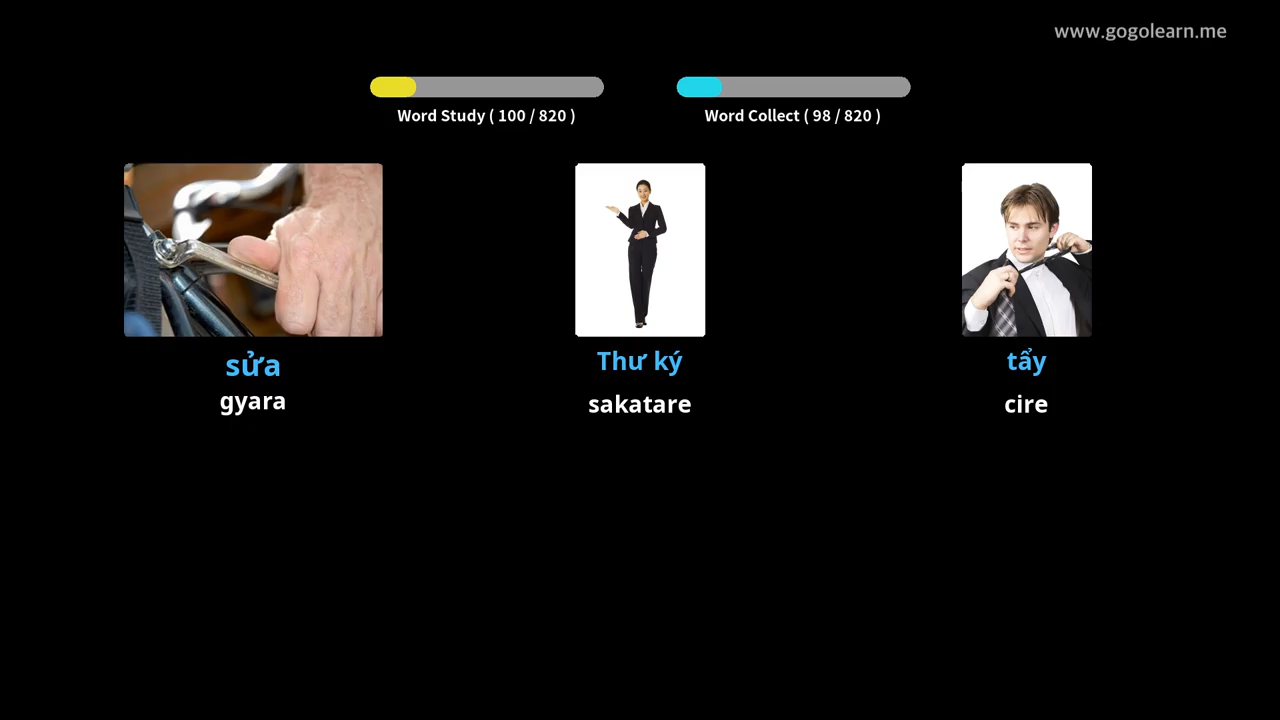 www.gogolearn.me
Word Study ( 100 / 820 )
Word Collect ( 98 / 820 )
sửa
gyara
Thư ký
sakatare
tẩy
cire